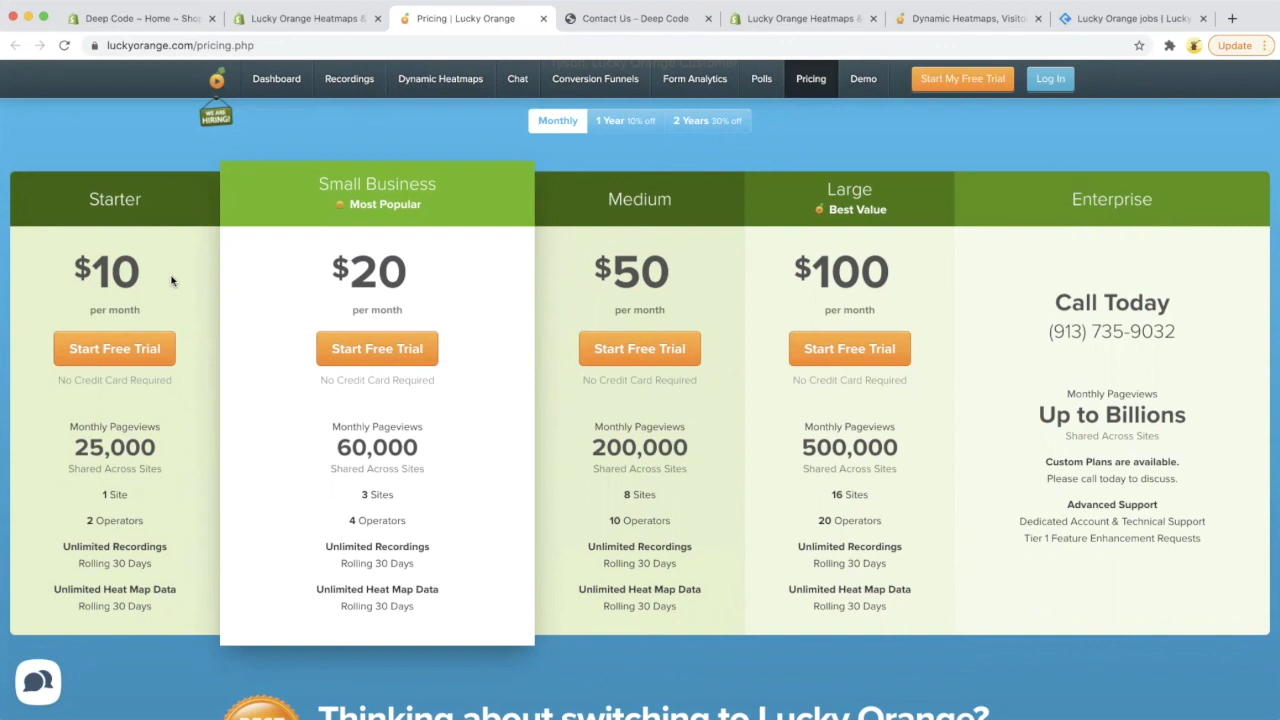 Deep Code ~ Home ~ Shop
Lucky Orange Heatmaps &
Pricing | Lucky Orange
Contact Us – Deep Code
Lucky Orange Heatmaps &
Dynamic Heatmaps, Visito
Lucky Orange jobs | Lucky
luckyorange.com/pricing.php
Update
Tyson, Lucky Orange Customer
Dashboard
Recordings
Dynamic Heatmaps
Chat
Conversion Funnels
Form Analytics
Polls
Pricing
Demo
Start My Free Trial
Log In
WE ARE
HIRING!
Monthly
1 Year 10% off
2 Years 30% off
Starter
$10
per month
Start Free Trial
No Credit Card Required
Monthly Pageviews
25,000
Shared Across Sites
1 Site
2 Operators
Unlimited Recordings
Rolling 30 Days
Unlimited Heat Map Data
Rolling 30 Days
Small Business
Most Popular
$20
per month
Start Free Trial
No Credit Card Required
Monthly Pageviews
60,000
Shared Across Sites
3 Sites
4 Operators
Unlimited Recordings
Rolling 30 Days
Unlimited Heat Map Data
Rolling 30 Days
Medium
$50
per month
Start Free Trial
No Credit Card Required
Monthly Pageviews
200,000
Shared Across Sites
8 Sites
10 Operators
Unlimited Recordings
Rolling 30 Days
Unlimited Heat Map Data
Rolling 30 Days
Large
Best Value
$100
per month
Start Free Trial
No Credit Card Required
Monthly Pageviews
500,000
Shared Across Sites
16 Sites
20 Operators
Unlimited Recordings
Rolling 30 Days
Unlimited Heat Map Data
Rolling 30 Days
Enterprise
Call Today
(913) 735-9032
Monthly Pageviews
Up to Billions
Shared Across Sites
Custom Plans are available.
Please call today to discuss.
Advanced Support
Dedicated Account & Technical Support
Tier 1 Feature Enhancement Requests
BEST
Thinking about switching to Lucky Orange?